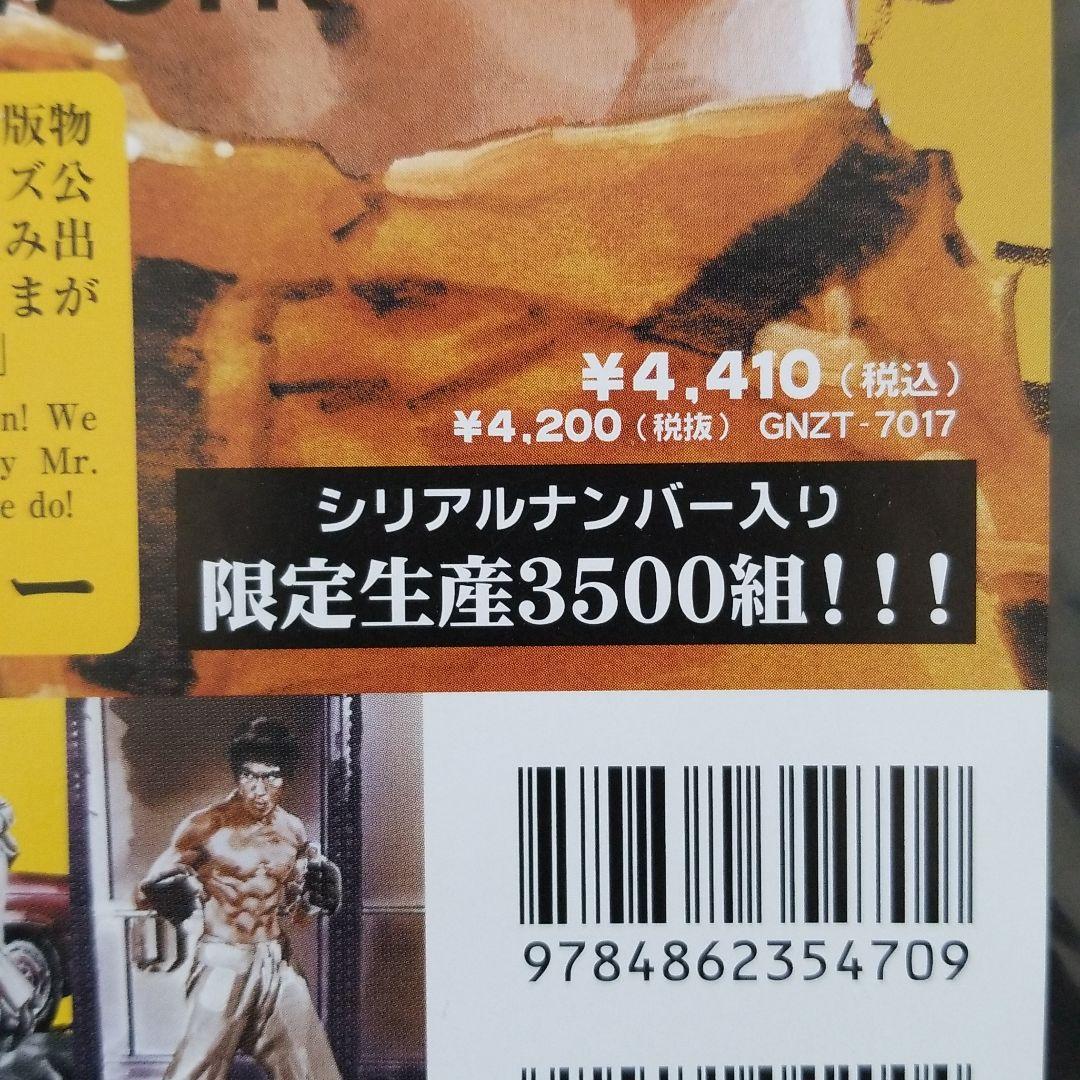 版物
ズ公
み出
まが
」
n! We
y Mr.
e do!
ー
¥4,410(税込)
¥4,200(税抜) GNZT-7017
シリアルナンバー入り
限定生産3500組!!!
9784862354709